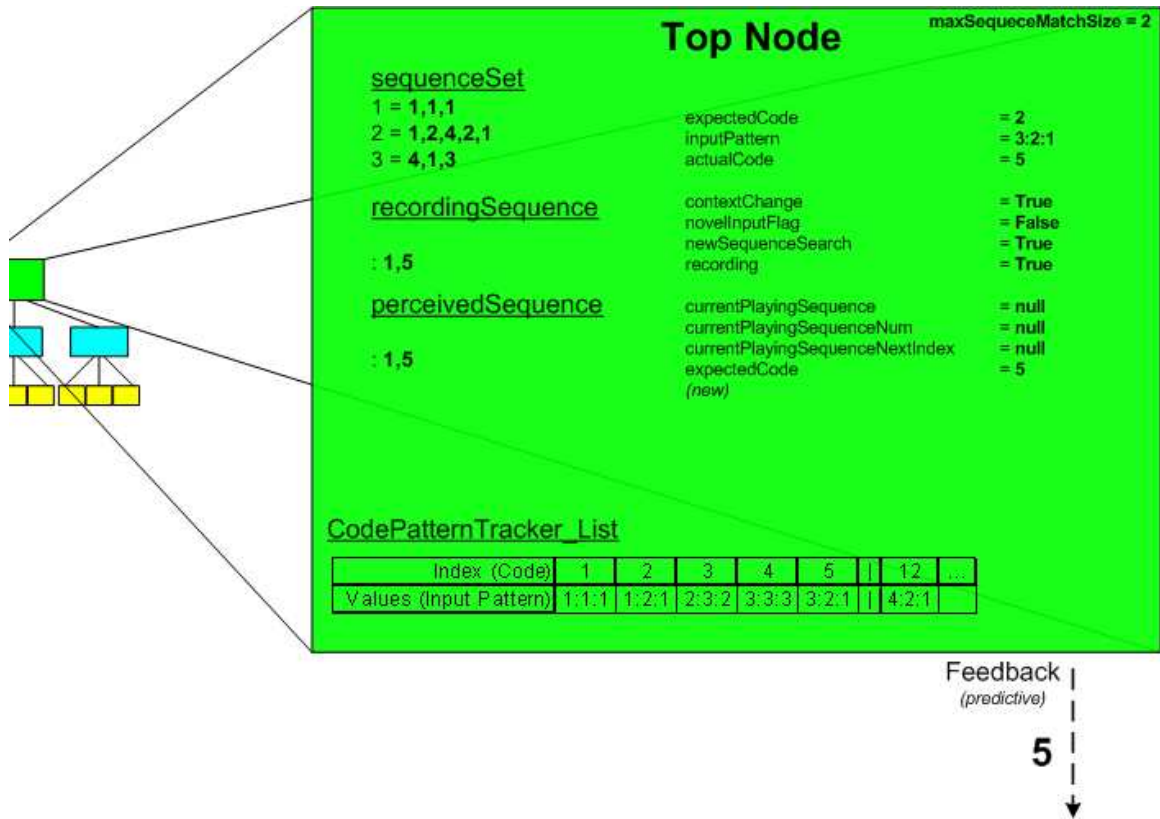 maxSequeceMatchSize = 2
Top Node
sequenceSet
1 = 1,1,1
2 = 1,2,4,2,1
3 = 4,1,3
expectedCode = 2
inputPattern = 3:2:1
actualCode = 5
recordingSequence
: 1,5
contextChange = True
novelInputFlag = False
newSequenceSearch = True
recording = True
perceivedSequence
: 1,5
currentPlayingSequence = null
currentPlayingSequenceNum = null
currentPlayingSequenceNextIndex = null
expectedCode = 5
(new)
CodePatternTracker_List
Index (Code) 1 2 3 4 5 | 12 ...
Values (Input Pattern) 1:1:1 1:2:1 2:3:2 3:3:3 3:2:1 | 4:2:1
Feedback
(predictive)
5